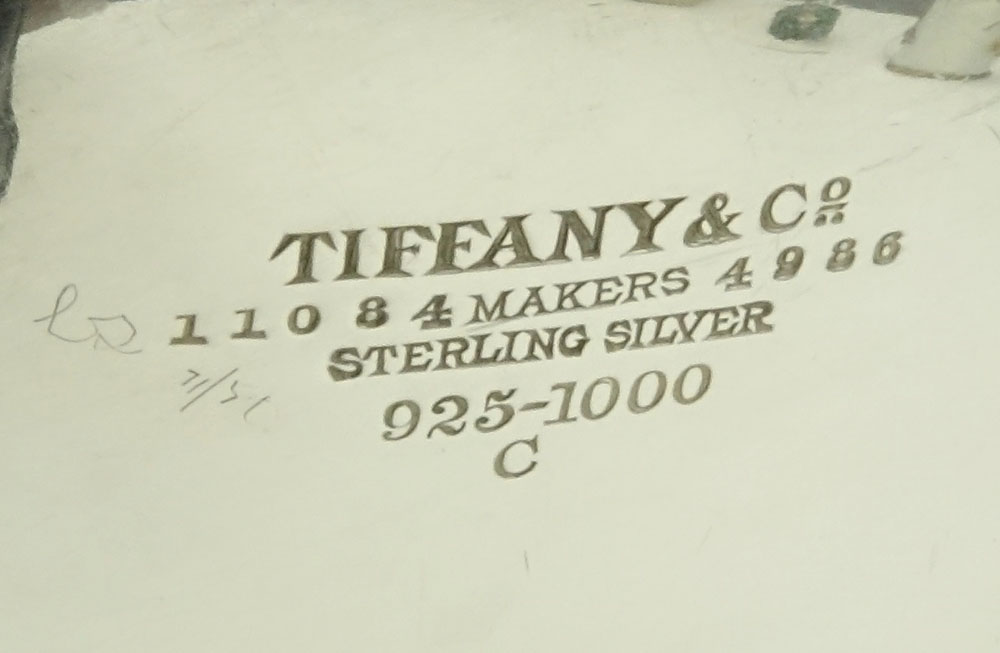 TIFFANY & Cº
11084 MAKERS 4986
STERLING SILVER
925-1000
C